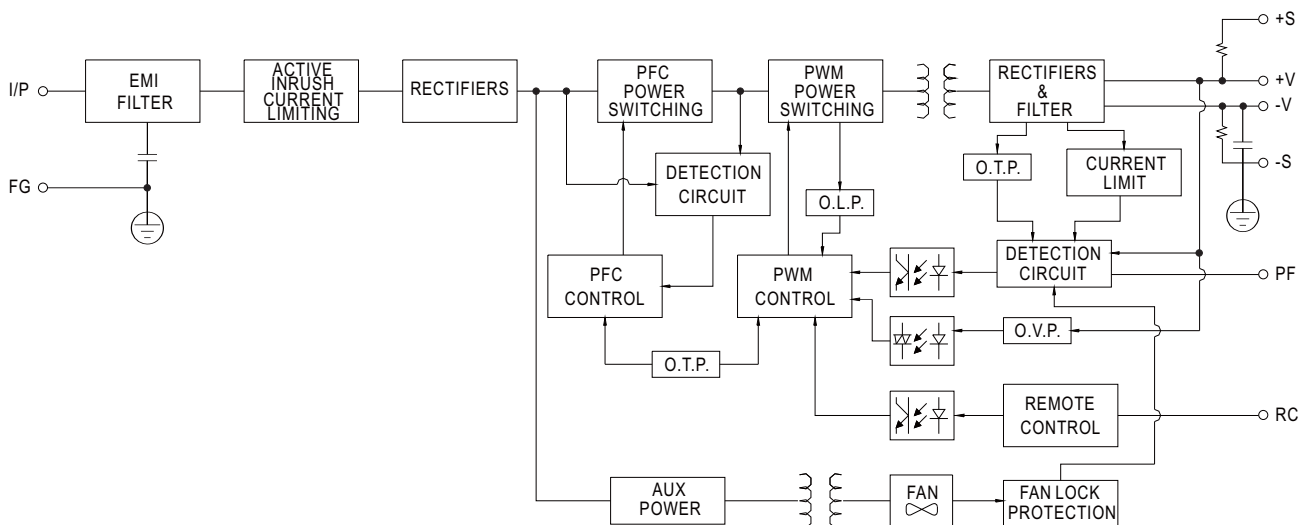 +S
I/P
EMI
FILTER
ACTIVE
INRUSH
CURRENT
LIMITING
RECTIFIERS
PFC
POWER
SWITCHING
PWM
POWER
SWITCHING
RECTIFIERS
&
FILTER
+V
-V
-S
FG
DETECTION
CIRCUIT
O.L.P.
O.T.P.
CURRENT
LIMIT
PFC
CONTROL
PWM
CONTROL
DETECTION
CIRCUIT
PF
O.T.P.
O.V.P.
REMOTE
CONTROL
RC
AUX
POWER
FAN
FAN LOCK
PROTECTION